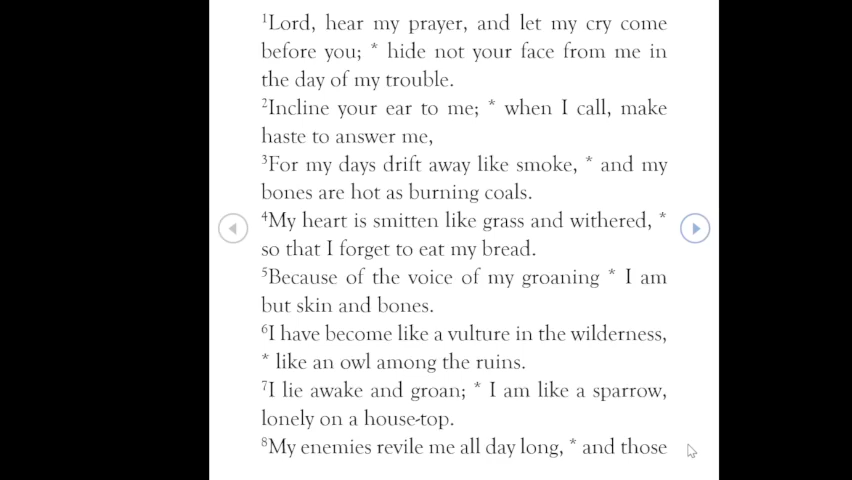 ¹Lord, hear my prayer, and let my cry come
before you; * hide not your face from me in
the day of my trouble.
²Incline your ear to me; * when I call, make
haste to answer me,
³For my days drift away like smoke, * and my
bones are hot as burning coals.
⁴My heart is smitten like grass and withered, *
so that I forget to eat my bread.
⁵Because of the voice of my groaning * I am
but skin and bones.
⁶I have become like a vulture in the wilderness,
* like an owl among the ruins.
⁷I lie awake and groan; * I am like a sparrow,
lonely on a house-top.
⁸My enemies revile me all day long, * and those